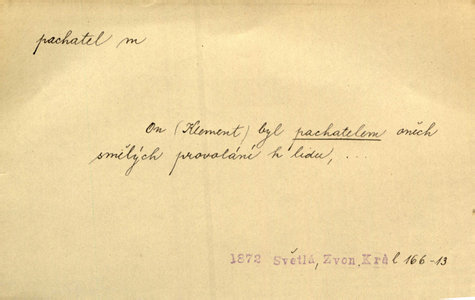 pachatel m
On (Klement) byl pachatelem oněch
smělých provolání k lidu, ...
1872 Světlá, Zvon. Král 166-13